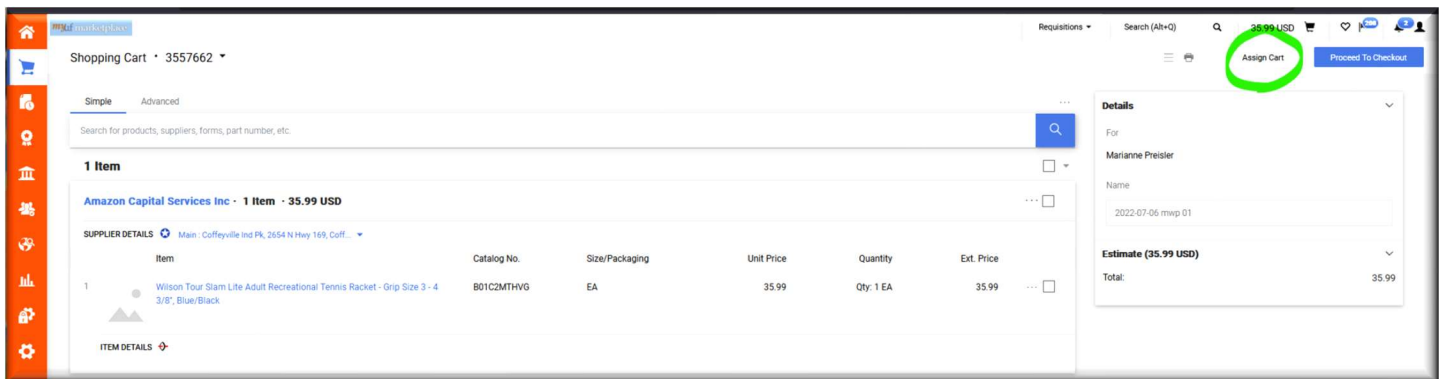 myuf marketplace
Requisitions
Search (Alt+Q)
35.99 USD
2
Shopping Cart • 3557662
Assign Cart
Proceed To Checkout
Simple
Advanced
...
Search for products, suppliers, forms, part number, etc.
1 Item
Amazon Capital Services Inc · 1 Item · 35.99 USD
...
SUPPLIER DETAILS Main : Coffeyville Ind Pk, 2654 N Hwy 169, Coff...
Item Catalog No. Size/Packaging Unit Price Quantity Ext. Price
1 Wilson Tour Slam Lite Adult Recreational Tennis Racket - Grip Size 3 - 4 B01C2MTHVG EA 35.99 Qty: 1 EA 35.99 ...
3/8", Blue/Black
ITEM DETAILS
Details
For
Marianne Preisler
Name
2022-07-06 mwp 01
Estimate (35.99 USD)
Total: 35.99